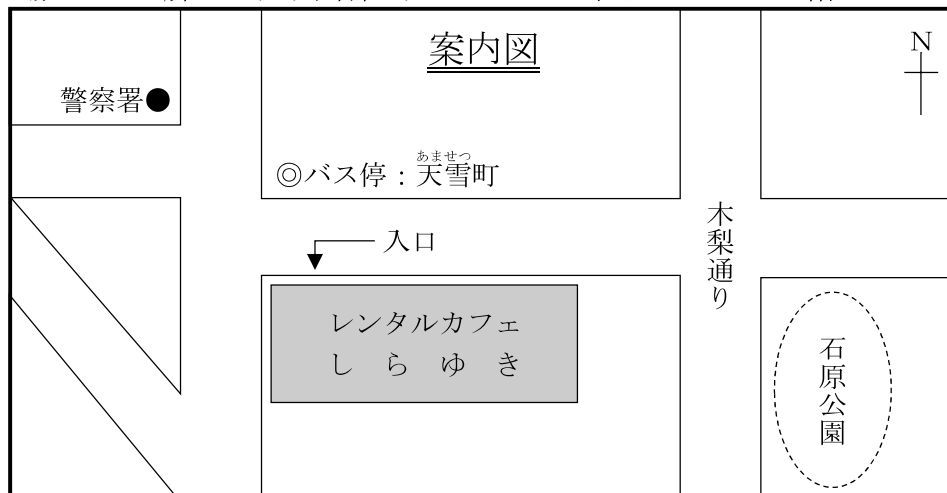 案内図
N
警察署●
◎バス停：天雪町
あませつ
入口
木梨通り
レンタルカフェ
しらゆき
石原公園